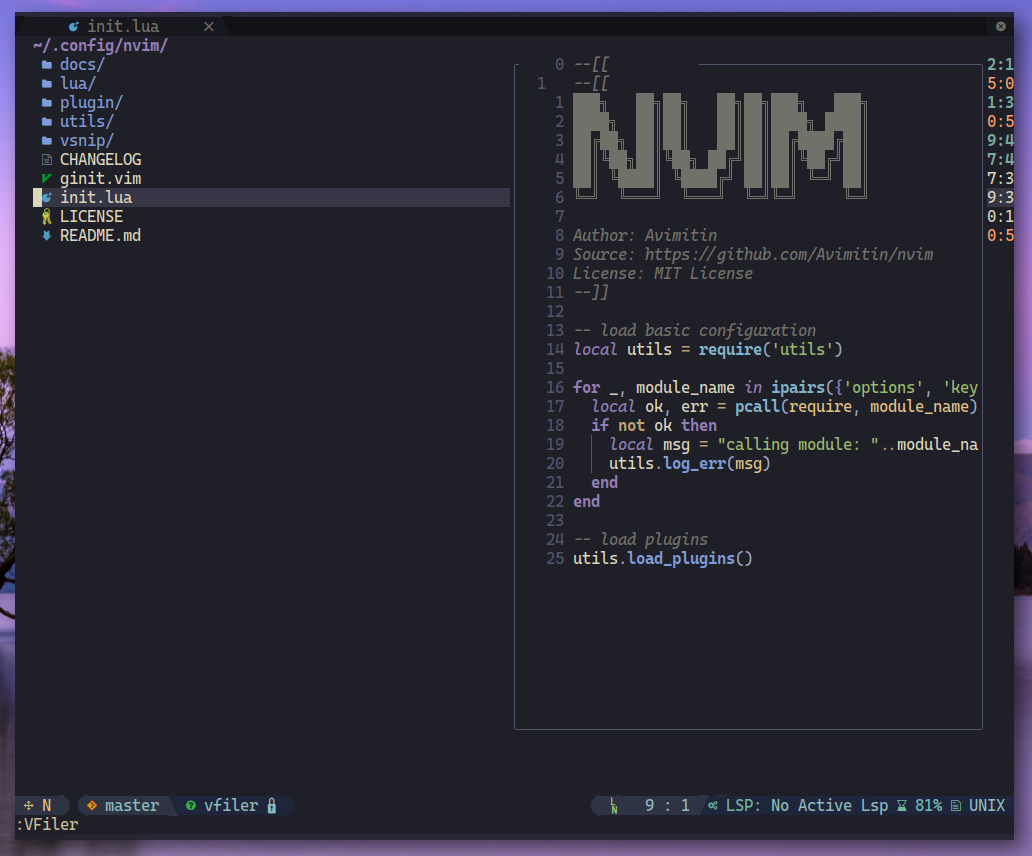 init.lua
~/.config/nvim/
docs/
lua/
plugin/
utils/
vsnip/
CHANGELOG
ginit.vim
init.lua
LICENSE
README.md
0 --[[
1 --[[
1
2
3
4
5
6
NVIM
7
8 Author: Avimitin
9 Source: https://github.com/Avimitin/nvim
10 License: MIT License
11 --]]
12
13 -- load basic configuration
14 local utils = require('utils')
15
16 for _, module_name in ipairs({'options', 'key
17 local ok, err = pcall(require, module_name)
18 if not ok then
19 local msg = "calling module: "..module_na
20 utils.log_err(msg)
21 end
22 end
23
24 -- load plugins
25 utils.load_plugins()
2:1
5:0
1:3
0:5
9:4
7:4
7:3
9:3
0:1
0:5
N master vfiler LN 9 : 1 LSP: No Active Lsp 81% UNIX
:VFiler